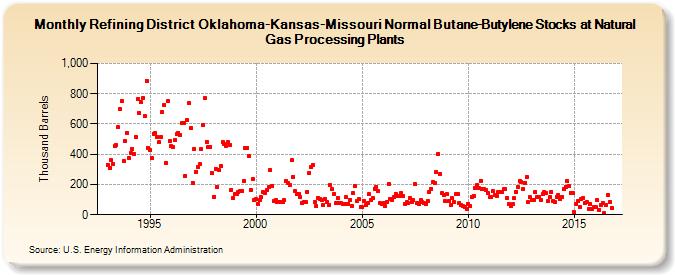 Monthly Refining District Oklahoma-Kansas-Missouri Normal Butane-Butylene Stocks at Natural
Gas Processing Plants
Thousand Barrels
1,000
800
600
400
200
0
1995
2000
2005
2010
2015
Source: U.S. Energy Information Administration